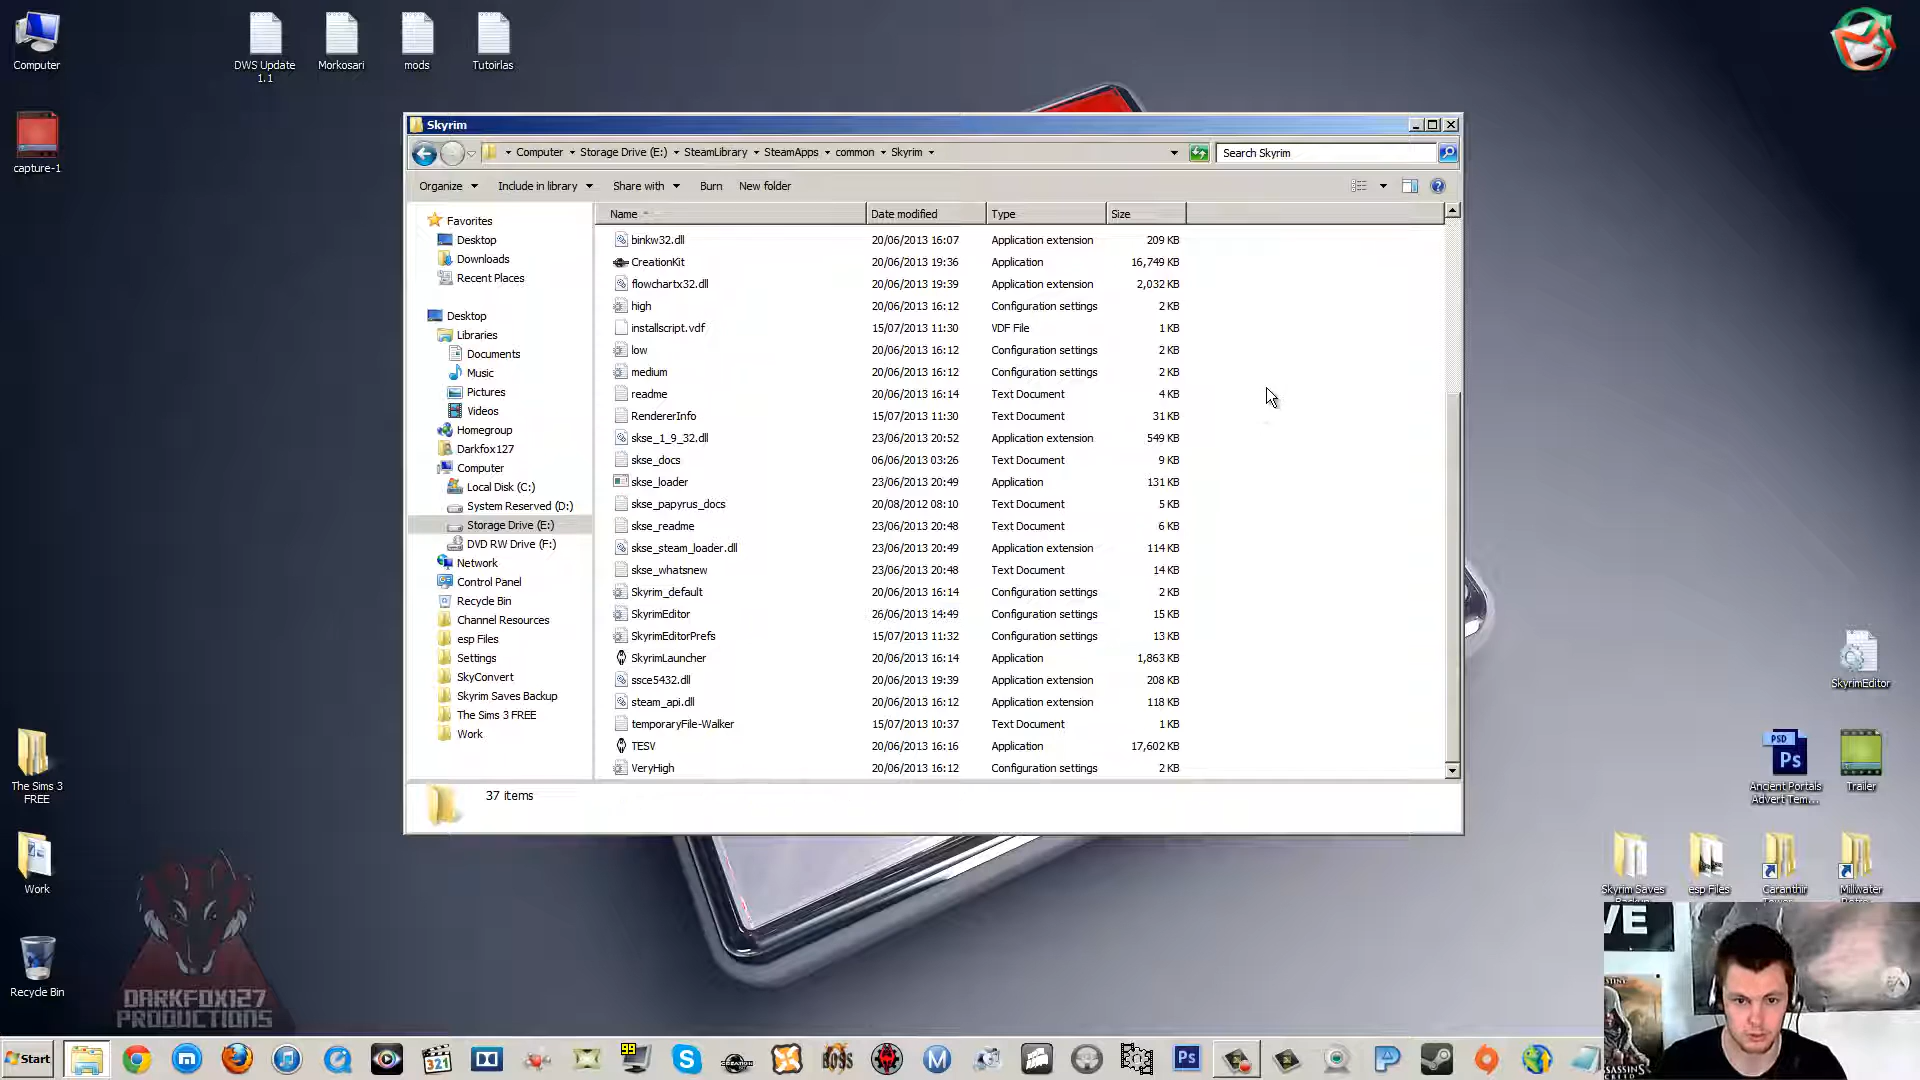 Computer
DWS Update
1.1
Morkosari
mods
Tutoirlas
capture-1
Skyrim
Computer
Storage Drive (E:)
SteamLibrary
SteamApps
common
Skyrim
Search Skyrim
Organize
Include in library
Share with
Burn
New folder
Favorites
Desktop
Downloads
Recent Places
Desktop
Libraries
Documents
Music
Pictures
Videos
Homegroup
Darkfox127
Computer
Local Disk (C:)
System Reserved (D:)
Storage Drive (E:)
DVD RW Drive (F:)
Network
Control Panel
Recycle Bin
Channel Resources
esp Files
Settings
SkyConvert
Skyrim Saves Backup
The Sims 3 FREE
Work
Name Date modified Type Size
binkw32.dll 20/06/2013 16:07 Application extension 209 KB
CreationKit 20/06/2013 19:36 Application 16,749 KB
flowchartx32.dll 20/06/2013 19:39 Application extension 2,032 KB
high 20/06/2013 16:12 Configuration settings 2 KB
installscript.vdf 15/07/2013 11:30 VDF File 1 KB
low 20/06/2013 16:12 Configuration settings 2 KB
medium 20/06/2013 16:12 Configuration settings 2 KB
readme 20/06/2013 16:14 Text Document 4 KB
RendererInfo 15/07/2013 11:30 Text Document 31 KB
skse_1_9_32.dll 23/06/2013 20:52 Application extension 549 KB
skse_docs 06/06/2013 03:26 Text Document 9 KB
skse_loader 23/06/2013 20:49 Application 131 KB
skse_papyrus_docs 20/08/2012 08:10 Text Document 5 KB
skse_readme 23/06/2013 20:48 Text Document 6 KB
skse_steam_loader.dll 23/06/2013 20:49 Application extension 114 KB
skse_whatsnew 23/06/2013 20:48 Text Document 14 KB
Skyrim_default 20/06/2013 16:14 Configuration settings 2 KB
SkyrimEditor 26/06/2013 14:49 Configuration settings 15 KB
SkyrimEditorPrefs 15/07/2013 11:32 Configuration settings 13 KB
SkyrimLauncher 20/06/2013 16:14 Application 1,863 KB
ssce5432.dll 20/06/2013 19:39 Application extension 208 KB
steam_api.dll 20/06/2013 16:12 Application extension 118 KB
temporaryFile-Walker 15/07/2013 10:37 Text Document 1 KB
TESV 20/06/2013 16:16 Application 17,602 KB
VeryHigh 20/06/2013 16:12 Configuration settings 2 KB
37 items
SkyrimEditor
PSD
Ps
Ancient Portals
Advert Tem...
Trailer
The Sims 3
FREE
Work
Recycle Bin
Skyrim Saves
esp Files
Caranthir
Millwater
DARKFOX127
PRODUCTIONS
VE
ASSASSINS
Start
321
99
BOSS
Ps